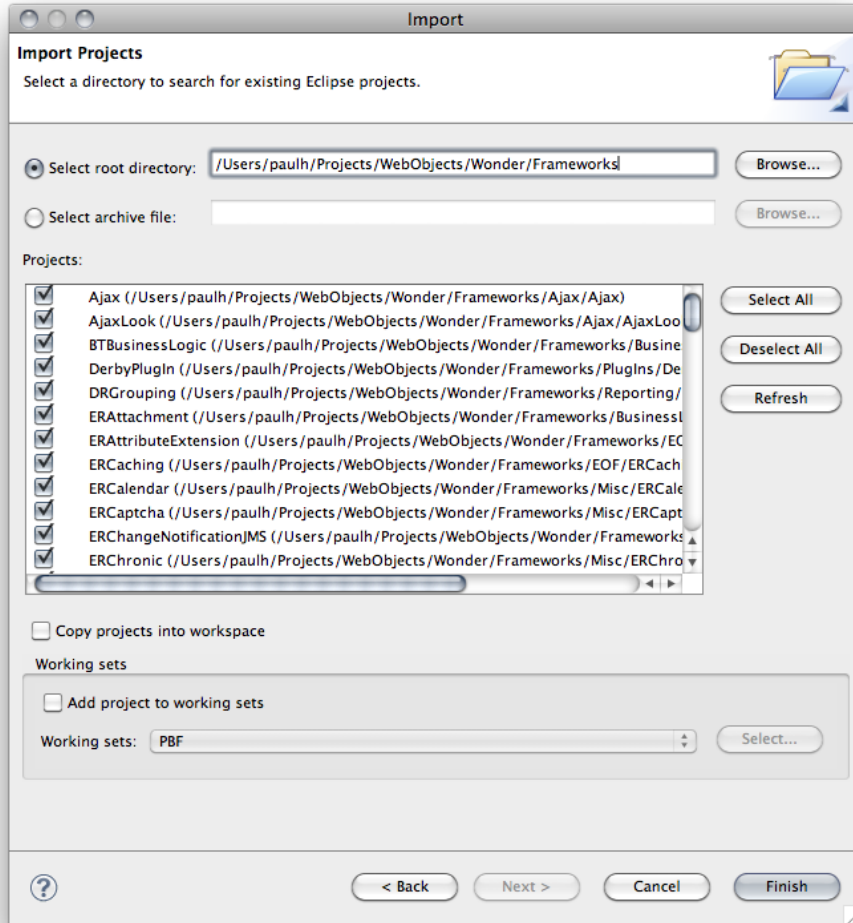 Import
Import Projects
Select a directory to search for existing Eclipse projects.
Select root directory: /Users/paulh/Projects/WebObjects/Wonder/Frameworks Browse...
Select archive file: Browse...
Projects:
Ajax (/Users/paulh/Projects/WebObjects/Wonder/Frameworks/Ajax/Ajax)
AjaxLook (/Users/paulh/Projects/WebObjects/Wonder/Frameworks/Ajax/AjaxLoo
BTBusinessLogic (/Users/paulh/Projects/WebObjects/Wonder/Frameworks/Busine
DerbyPlugIn (/Users/paulh/Projects/WebObjects/Wonder/Frameworks/PlugIns/De
DRGrouping (/Users/paulh/Projects/WebObjects/Wonder/Frameworks/Reporting/
ERAttachment (/Users/paulh/Projects/WebObjects/Wonder/Frameworks/BusinessL
ERAttributeExtension (/Users/paulh/Projects/WebObjects/Wonder/Frameworks/EO
ERCaching (/Users/paulh/Projects/WebObjects/Wonder/Frameworks/EOF/ERCach
ERCalendar (/Users/paulh/Projects/WebObjects/Wonder/Frameworks/Misc/ERCale
ERCaptcha (/Users/paulh/Projects/WebObjects/Wonder/Frameworks/Misc/ERCapt
ERChangeNotificationJMS (/Users/paulh/Projects/WebObjects/Wonder/Frameworks
ERChronic (/Users/paulh/Projects/WebObjects/Wonder/Frameworks/Misc/ERChro
Select All
Deselect All
Refresh
Copy projects into workspace
Working sets
Add project to working sets
Working sets: PBF Select...
? < Back Next > Cancel Finish